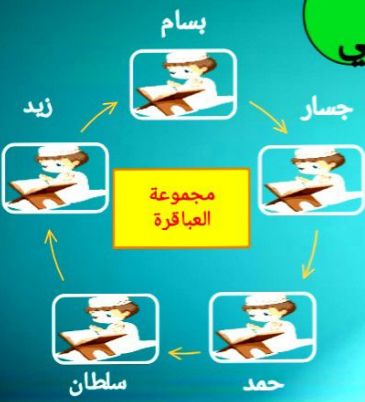 بسام
جسار
زيد
مجموعة
العباقرة
حمد
سلطان